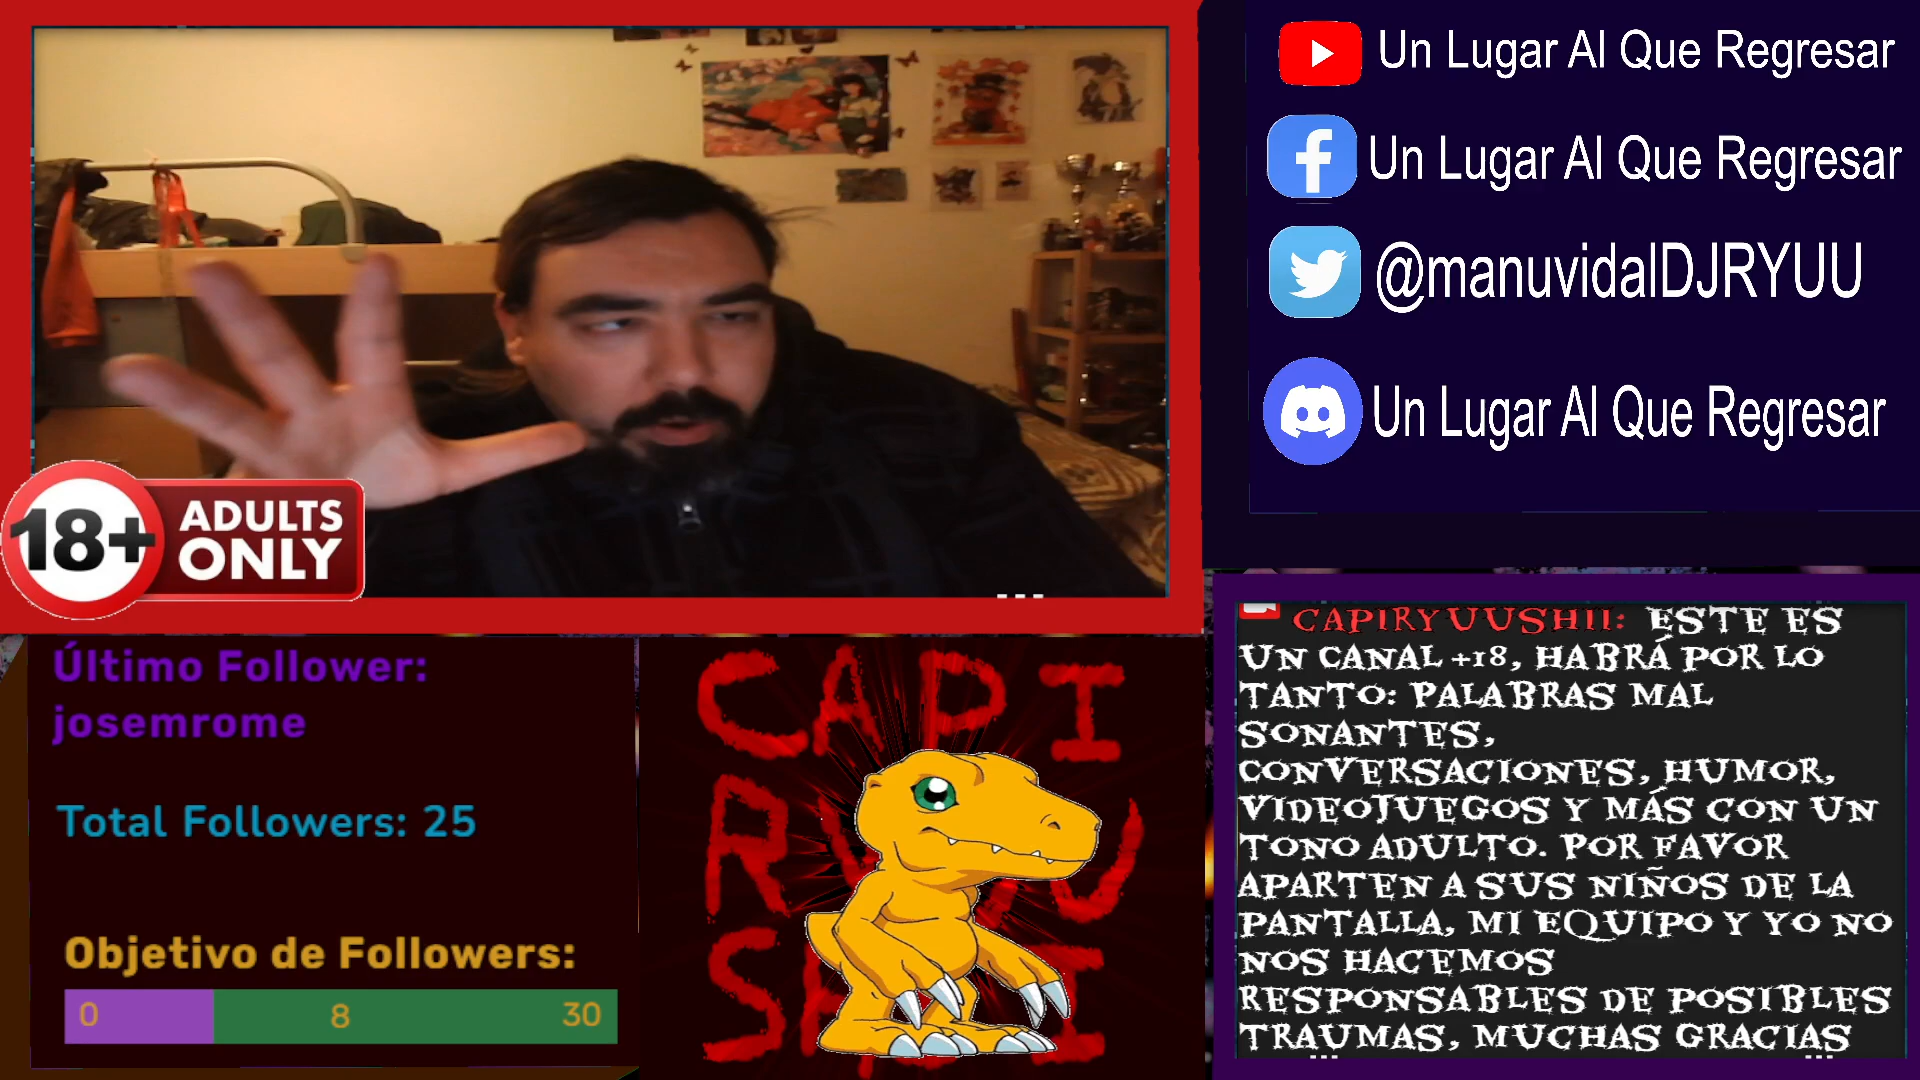 Un Lugar Al Que Regresar
Un Lugar Al Que Regresar
@manuvidalDJRYUU
Un Lugar Al Que Regresar
18+ ADULTS
ONLY
Último Follower:
josemrome
Total Followers: 25
Objetivo de Followers:
0 8 30
CAPI
SHI
CAPIRYUUSHII: ESTE ES
UN CANAL +18, HABRÁ POR LO
TANTO: PALABRAS MAL
SONANTES,
CONVERSACIONES, HUMOR,
VIDEOJUEGOS Y MÁS CON UN
TONO ADULTO. POR FAVOR
APARTEN A SUS NIÑOS DE LA
PANTALLA, MI EQUIPO Y YO NO
NOS HACEMOS
RESPONSABLES DE POSIBLES
TRAUMAS, MUCHAS GRACIAS